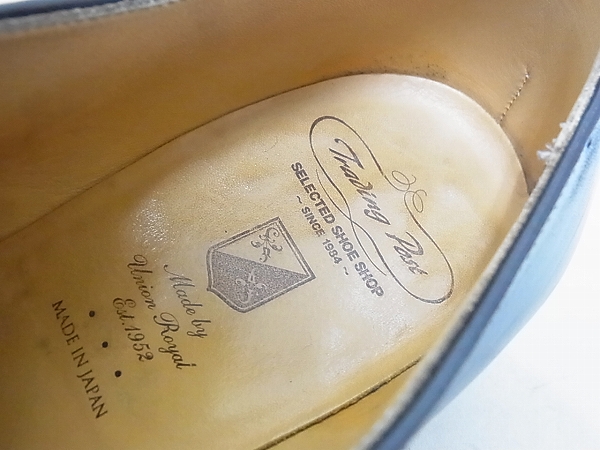 Trading Post
SELECTED SHOE SHOP
~ SINCE 1984 ~
Made by
Union Royal
Est.1952
MADE IN JAPAN